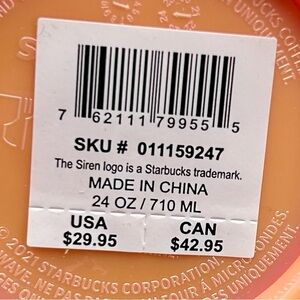 7 62111 79955 5
SKU # 011159247
The Siren logo is a Starbucks trademark.
MADE IN CHINA
24 OZ / 710 ML
USA
$29.95
CAN
$42.95
© 2021 STARBUCKS CORPORATION,